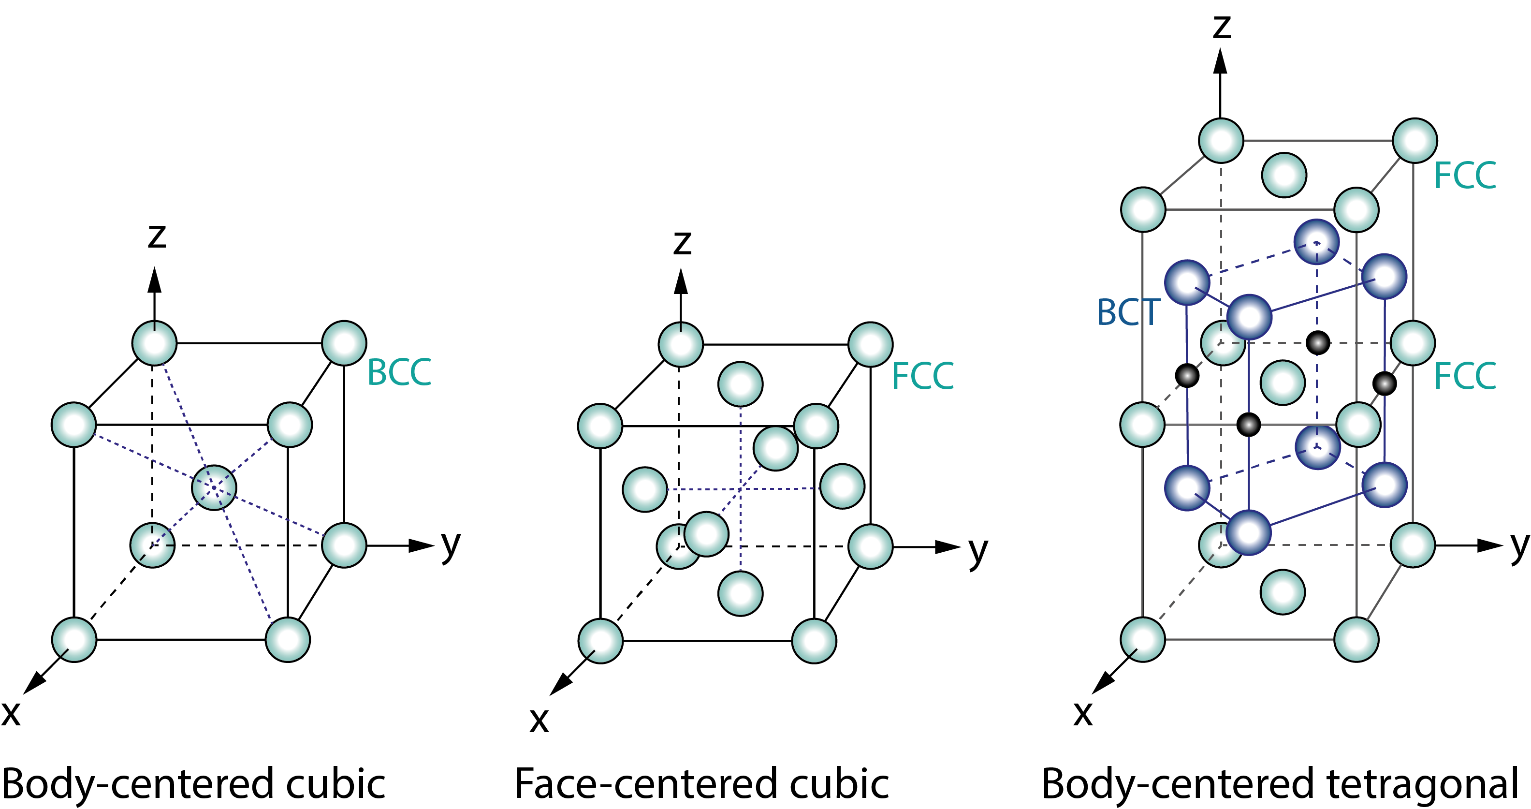 z
BCC
y
x
Body-centered cubic
z
FCC
y
x
Face-centered cubic
z
FCC
BCT
FCC
y
x
Body-centered tetragonal